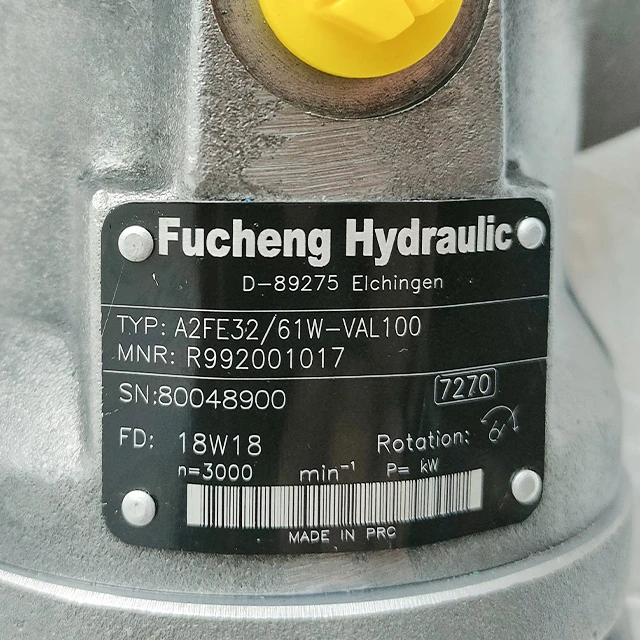 Fucheng Hydraulic
D-89275 Elchingen
TYP: A2FE32/61W-VAL100
MNR: R992001017
SN:80048900 7270
FD: 18W18 Rotation:
n=3000 min⁻¹ P= kW
MADE IN PRC